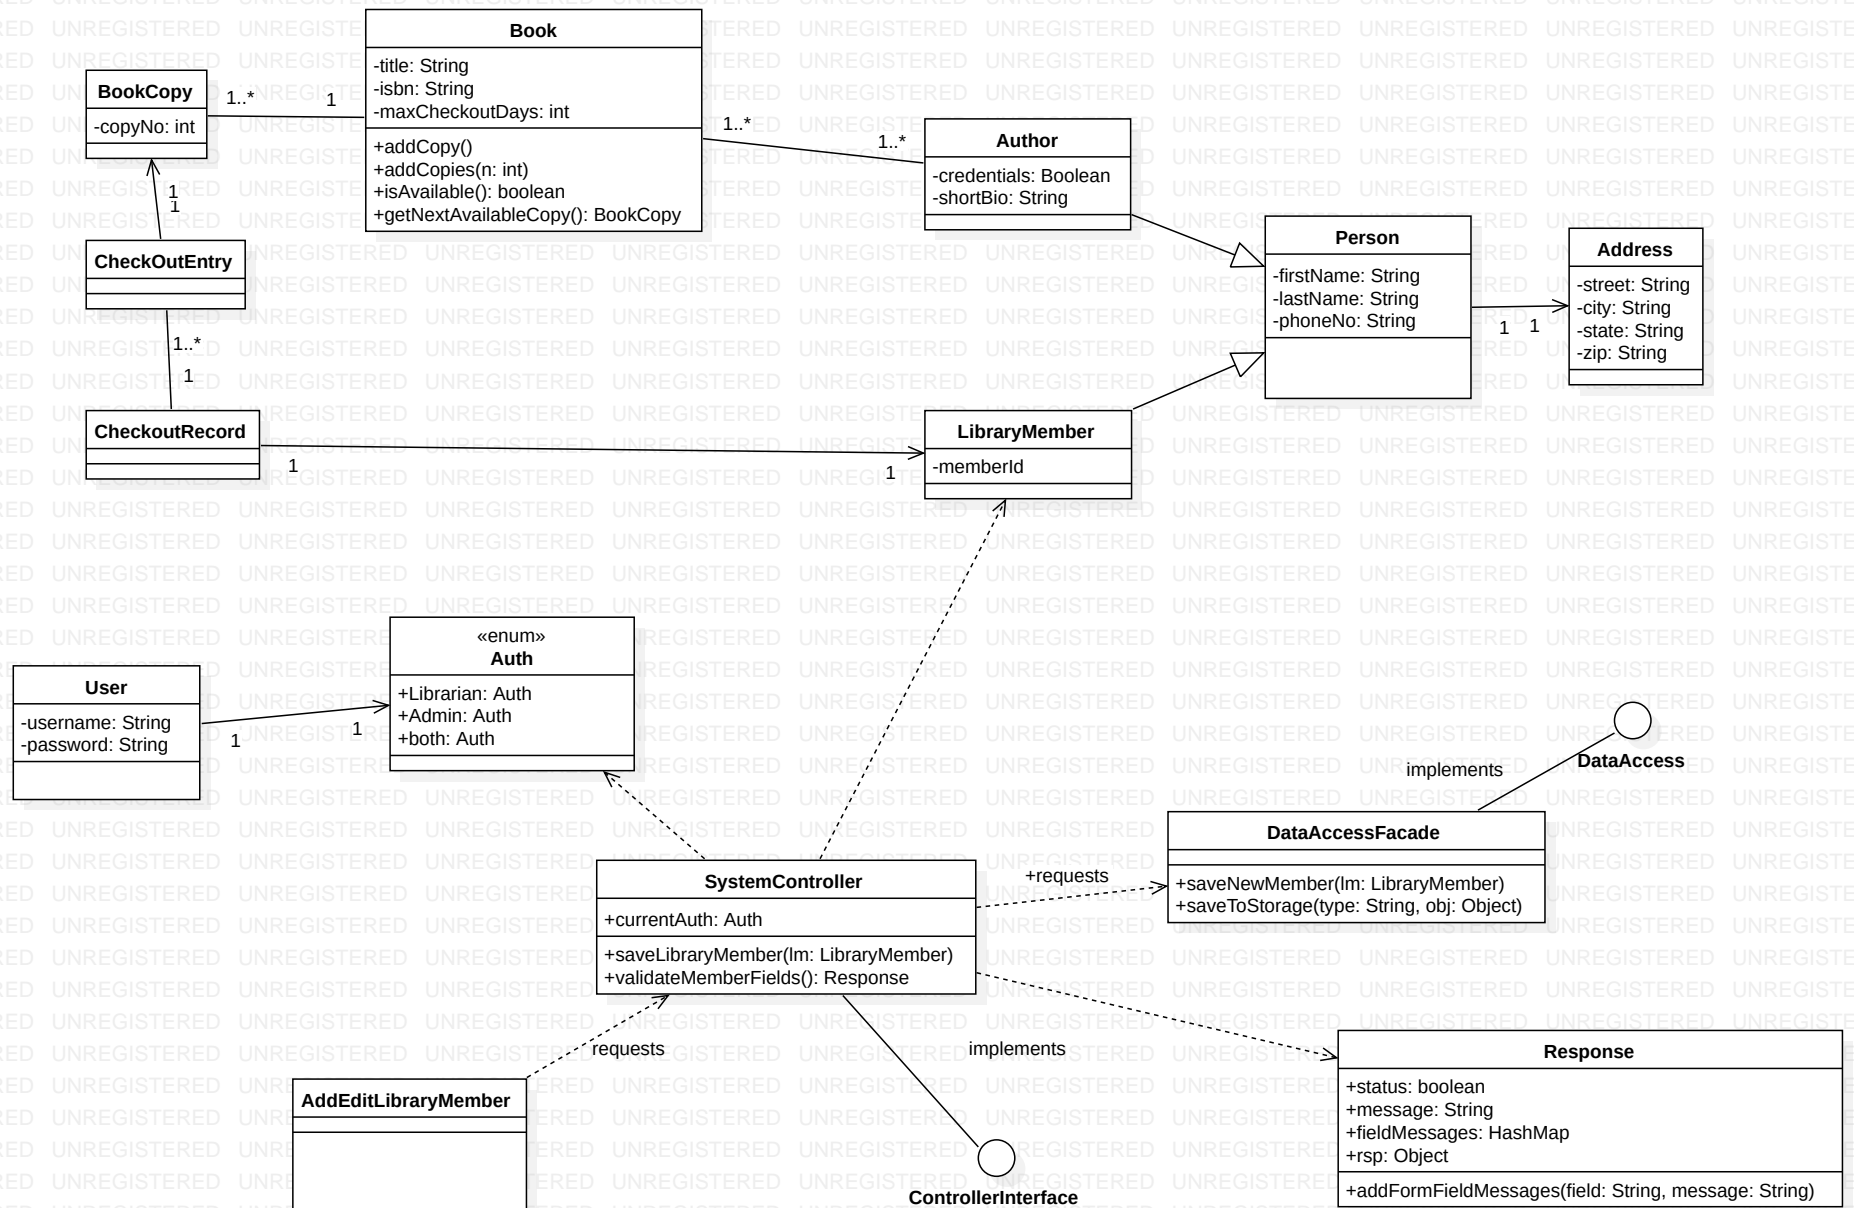 Book
-title: String
-isbn: String
-maxCheckoutDays: int
+addCopy()
+addCopies(n: int)
+isAvailable(): boolean
+getNextAvailableCopy(): BookCopy
BookCopy
-copyNo: int
1..*
1
1..*
1..*
Author
-credentials: Boolean
-shortBio: String
1
1
CheckOutEntry
Person
-firstName: String
-lastName: String
-phoneNo: String
1
1
Address
-street: String
-city: String
-state: String
-zip: String
1..*
1
CheckoutRecord
1
1
LibraryMember
-memberId
«enum»
Auth
+Librarian: Auth
+Admin: Auth
+both: Auth
User
-username: String
-password: String
1
1
DataAccess
implements
DataAccessFacade
+saveNewMember(lm: LibraryMember)
+saveToStorage(type: String, obj: Object)
+requests
SystemController
+currentAuth: Auth
+saveLibraryMember(lm: LibraryMember)
+validateMemberFields(): Response
requests
implements
Response
+status: boolean
+message: String
+fieldMessages: HashMap
+rsp: Object
+addFormFieldMessages(field: String, message: String)
AddEditLibraryMember
ControllerInterface
UNREGISTERED